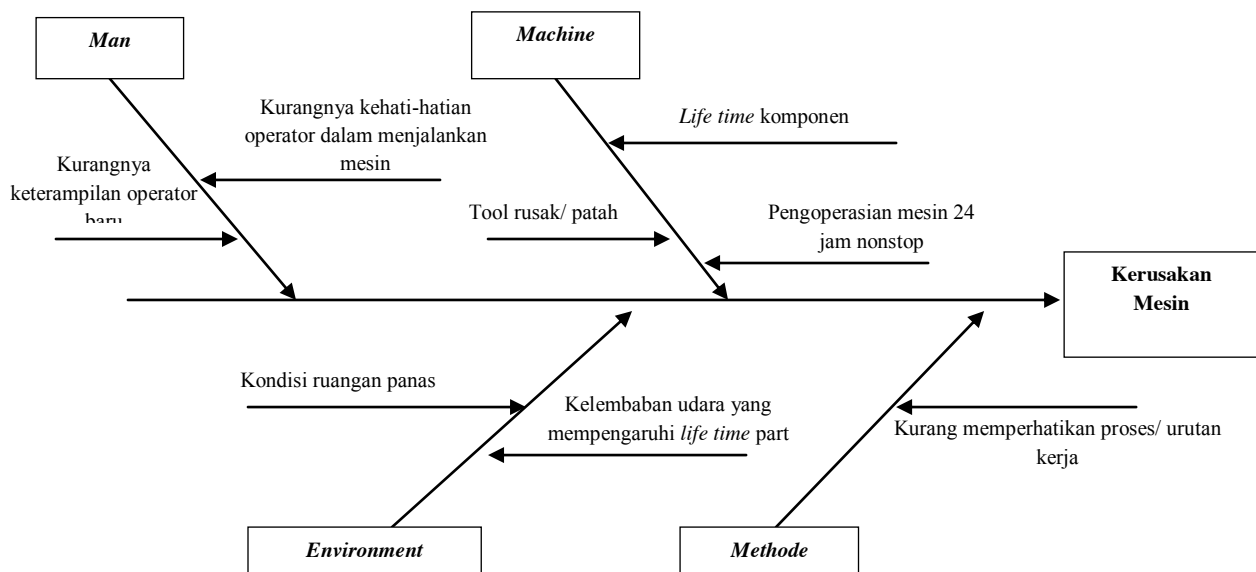 Man
Machine
Kurangnya kehati-hatian
operator dalam menjalankan
mesin
Kurangnya
keterampilan operator
baru
Life time komponen
Tool rusak/ patah
Pengoperasian mesin 24
jam nonstop
Kerusakan
Mesin
Kondisi ruangan panas
Kelembaban udara yang
mempengaruhi life time part
Kurang memperhatikan proses/ urutan
kerja
Environment
Methode